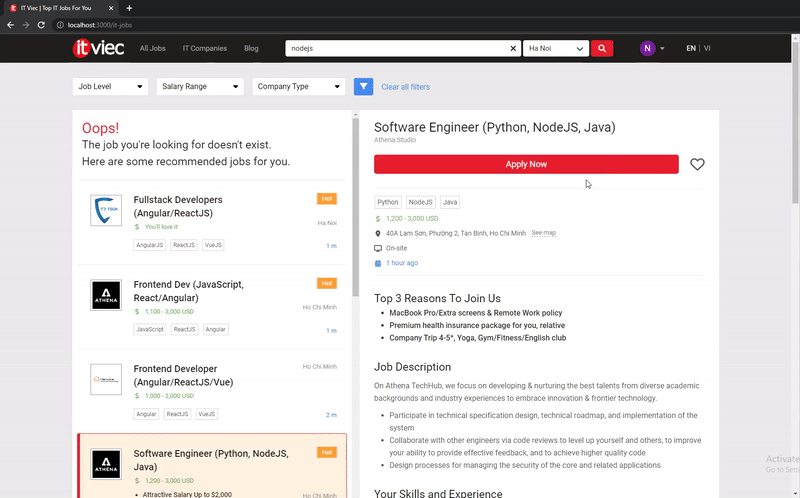 IT Viec | Top IT Jobs For You
localhost:3000/it-jobs
itviec
All Jobs
IT Companies
Blog
nodejs
Ha Noi
N
EN | VI
Job Level
Salary Range
Company Type
Clear all filters
Oops!
The job you're looking for doesn't exist.
Here are some recommended jobs for you.
Fullstack Developers
(Angular/ReactJS)
Hot
$ You'll love it
Ha Noi
AngularJS
ReactJS
VueJS
1 m
ATHENA
Frontend Dev (JavaScript,
React/Angular)
Hot
$ 1,100 - 3,000 USD
Ho Chi Minh
JavaScript
ReactJS
Angular
1 m
Frontend Developer
(Angular/ReactJS/Vue)
Ho Chi Minh
$ 1,000 - 2,000 USD
Angular
ReactJS
VueJS
2 m
ATHENA
Software Engineer (Python, NodeJS,
Java)
Hot
$ 1,200 - 3,000 USD
Attractive Salary Up to $2,000
Ho Chi Minh
Software Engineer (Python, NodeJS, Java)
Athena Studio
Apply Now
Python
NodeJS
Java
$ 1,200 - 3,000 USD
40A Lam Son, Phường 2, Tan Binh, Ho Chi Minh See map
On-site
1 hour ago
Top 3 Reasons To Join Us
• MacBook Pro/Extra screens & Remote Work policy
• Premium health insurance package for you, relative
• Company Trip 4-5*, Yoga, Gym/Fitness/English club
Job Description
On Athena TechHub, we focus on developing & nurturing the best talents from diverse academic
backgrounds and industry experiences to embrace innovation & frontier technology.
• Participate in technical specification design, technical roadmap, and implementation of the
system
• Collaborate with other engineers via code reviews to level up yourself and others, to improve
your ability to provide effective feedback, and to achieve higher quality code
• Design processes for managing the security of the core and related applications
Your Skills and Experience
Activate
Go to Sett